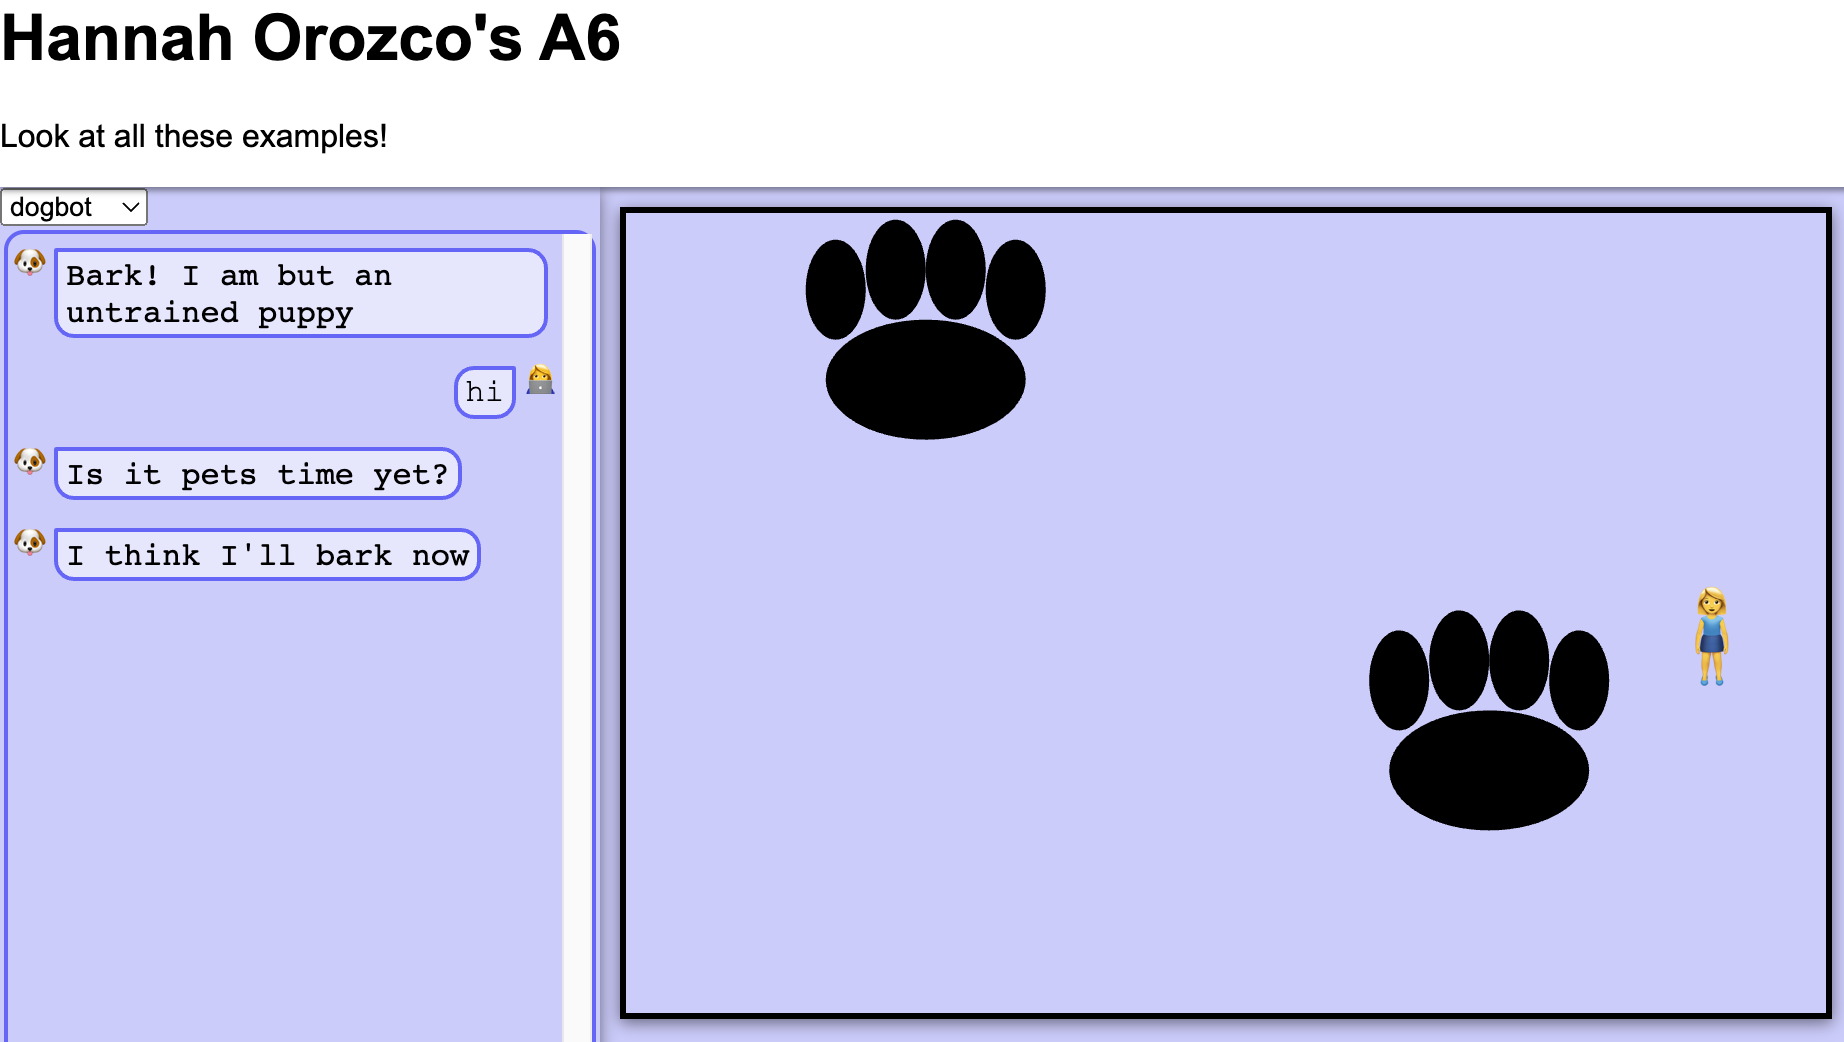 Hannah Orozco's A6
Look at all these examples!
dogbot
Bark! I am but an
untrained puppy
hi
Is it pets time yet?
I think I'll bark now